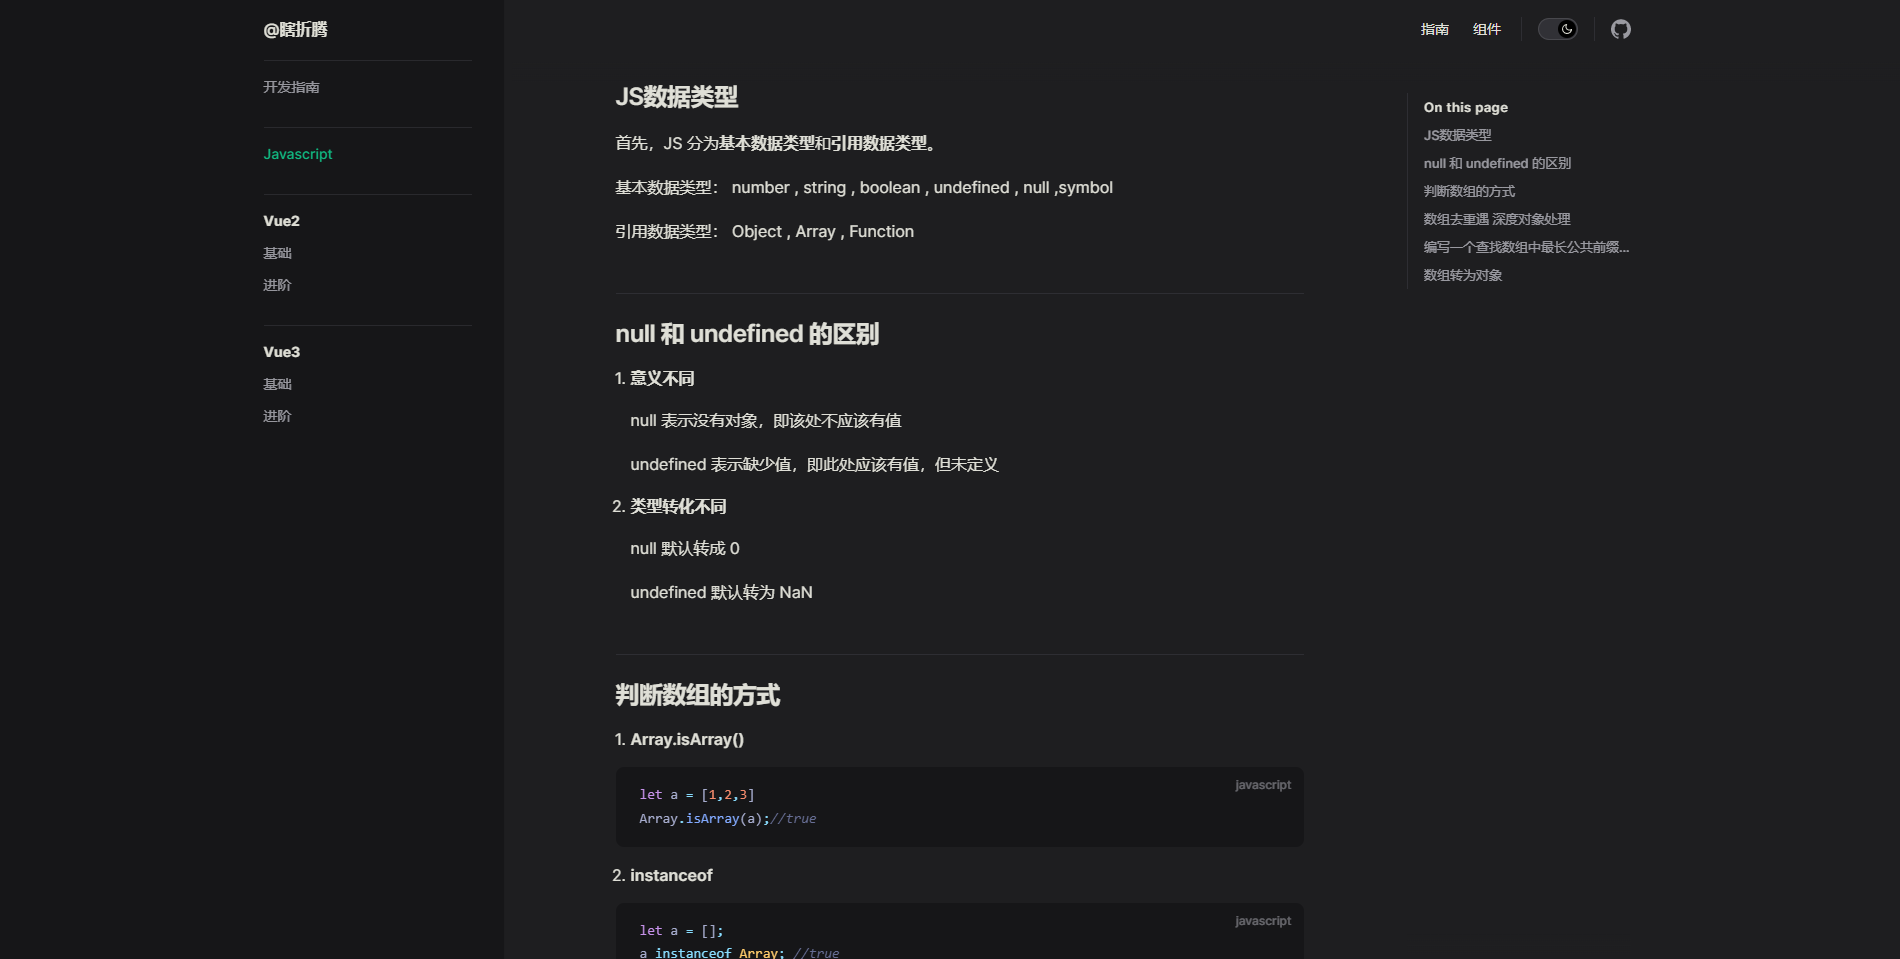 @瞎折腾
指南
组件
开发指南
Javascript
Vue2
基础
进阶
Vue3
基础
进阶
JS数据类型
首先，JS 分为基本数据类型和引用数据类型。
基本数据类型： number , string , boolean , undefined , null ,symbol
引用数据类型： Object , Array , Function
null 和 undefined 的区别
1. 意义不同
null 表示没有对象，即该处不应该有值
undefined 表示缺少值，即此处应该有值，但未定义
2. 类型转化不同
null 默认转成 0
undefined 默认转为 NaN
判断数组的方式
1. Array.isArray()
javascript
let a = [1,2,3]
Array.isArray(a);//true
2. instanceof
javascript
let a = [];
a instanceof Array; //true
On this page
JS数据类型
null 和 undefined 的区别
判断数组的方式
数组去重遇 深度对象处理
编写一个查找数组中最长公共前缀...
数组转为对象